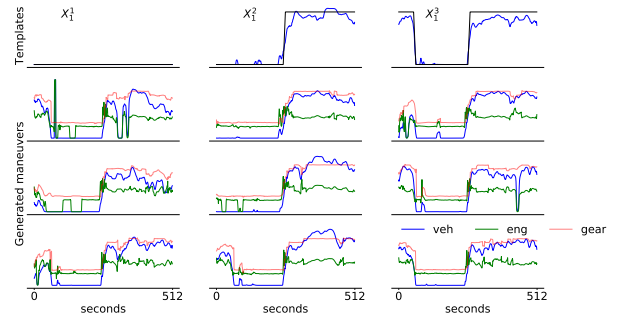 Templates
X₁¹
X₁²
X₁³
Generated maneuvers
veh
eng
gear
0
512
0
512
0
512
seconds
seconds
seconds